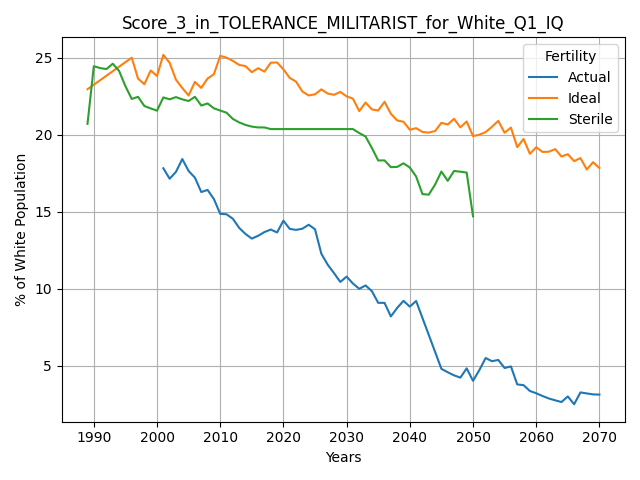 Score_3_in_TOLERANCE_MILITARIST_for_White_Q1_IQ
Fertility
Actual
Ideal
Sterile
% of White Population
25
20
15
10
5
1990 2000 2010 2020 2030 2040 2050 2060 2070
Years